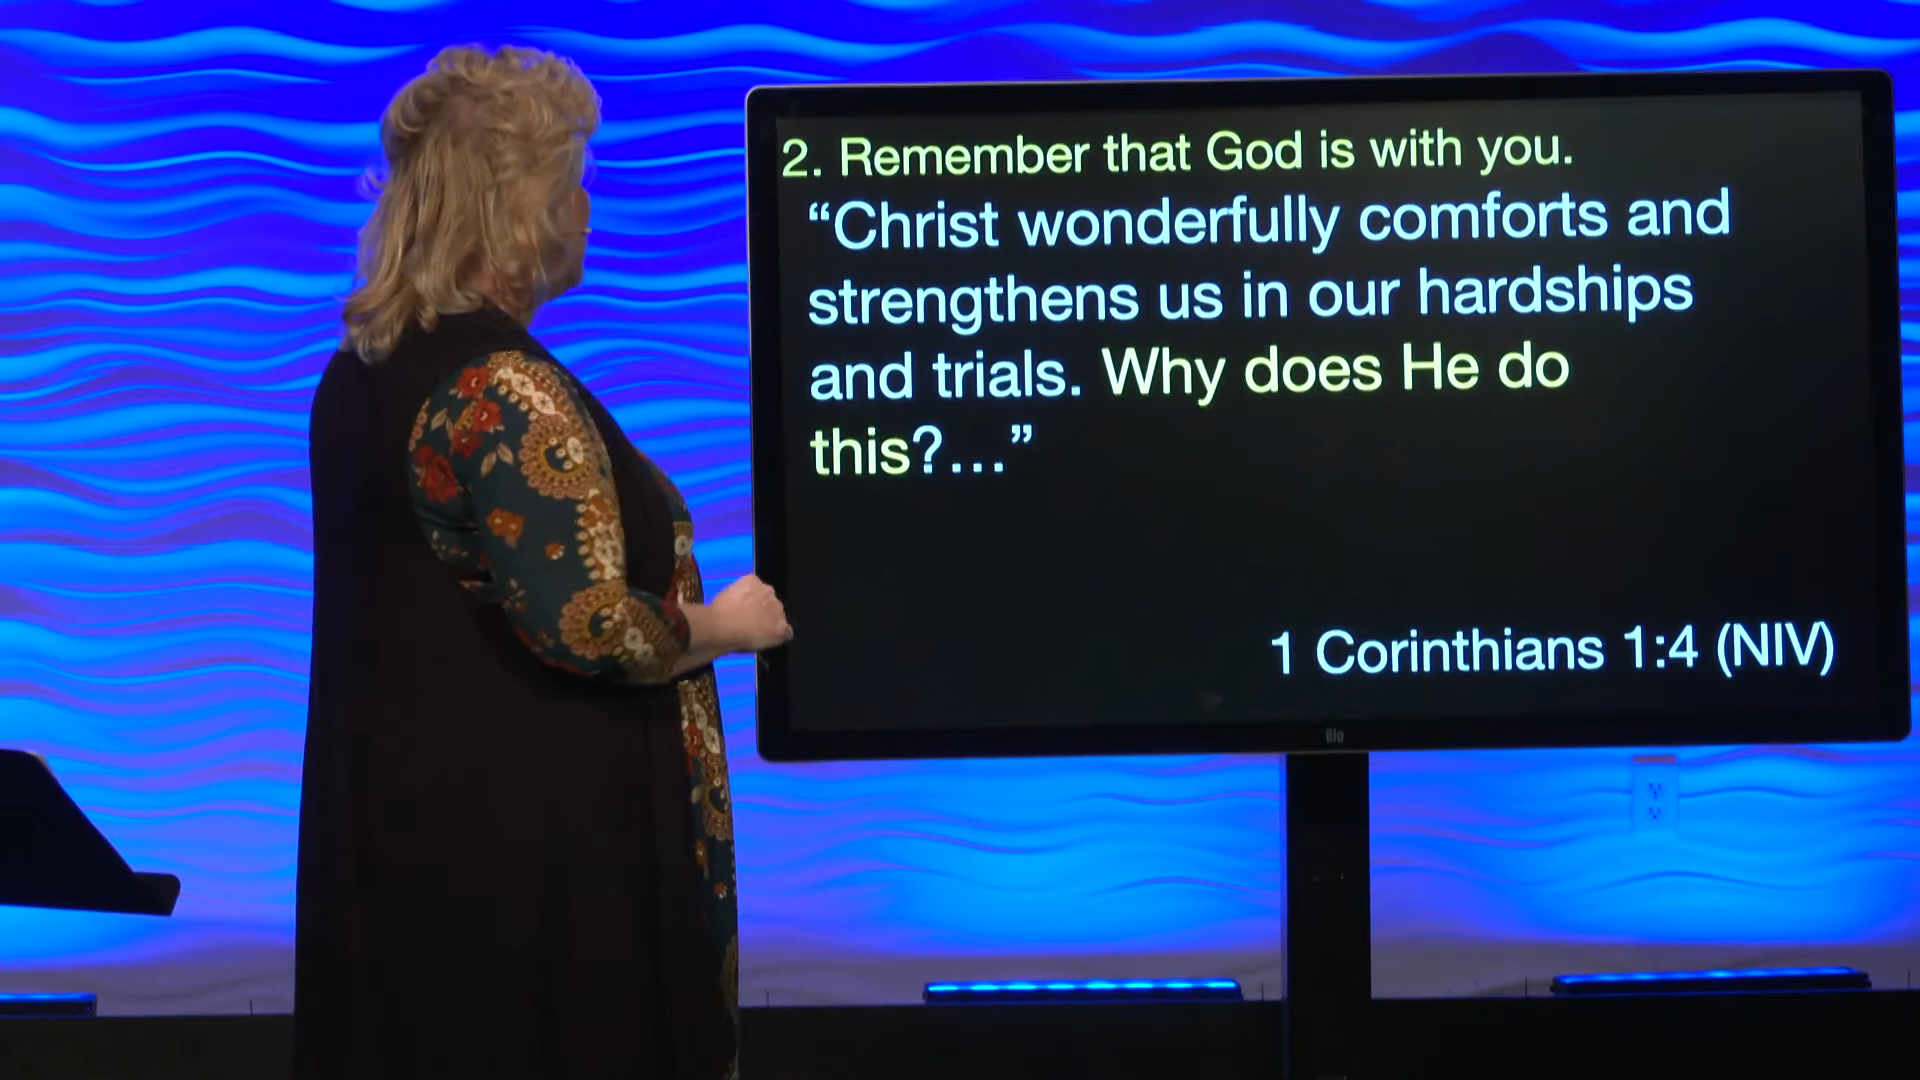 2. Remember that God is with you.
“Christ wonderfully comforts and
strengthens us in our hardships
and trials. Why does He do
this?…”
1 Corinthians 1:4 (NIV)
elo